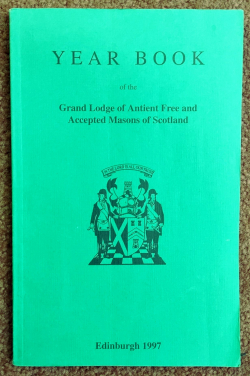 YEAR BOOK
of the
Grand Lodge of Antient Free and
Accepted Masons of Scotland
Edinburgh 1997